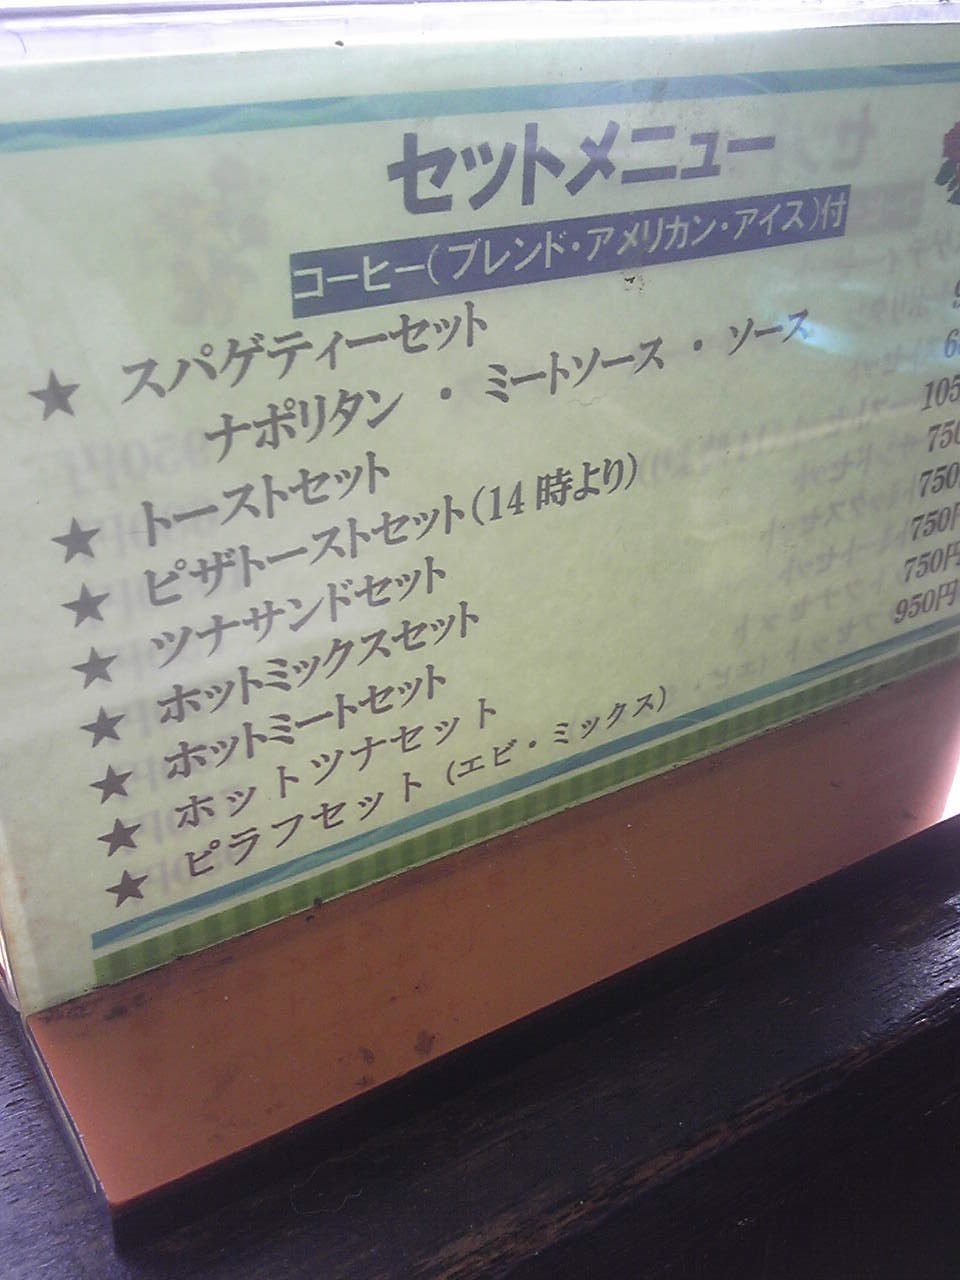 セットメニュー
コーヒー(ブレンド・アメリカン・アイス)付
★ スパゲティーセット
ナポリタン ・ ミートソース ・ ソース
★ トーストセット
★ ピザトーストセット(14時より) 105
★ ツナサンドセット 750
★ ホットミックスセット 750
★ ホットミートセット 750円
★ ホットツナセット 750円
★ ピラフセット (エビ・ミックス) 950円